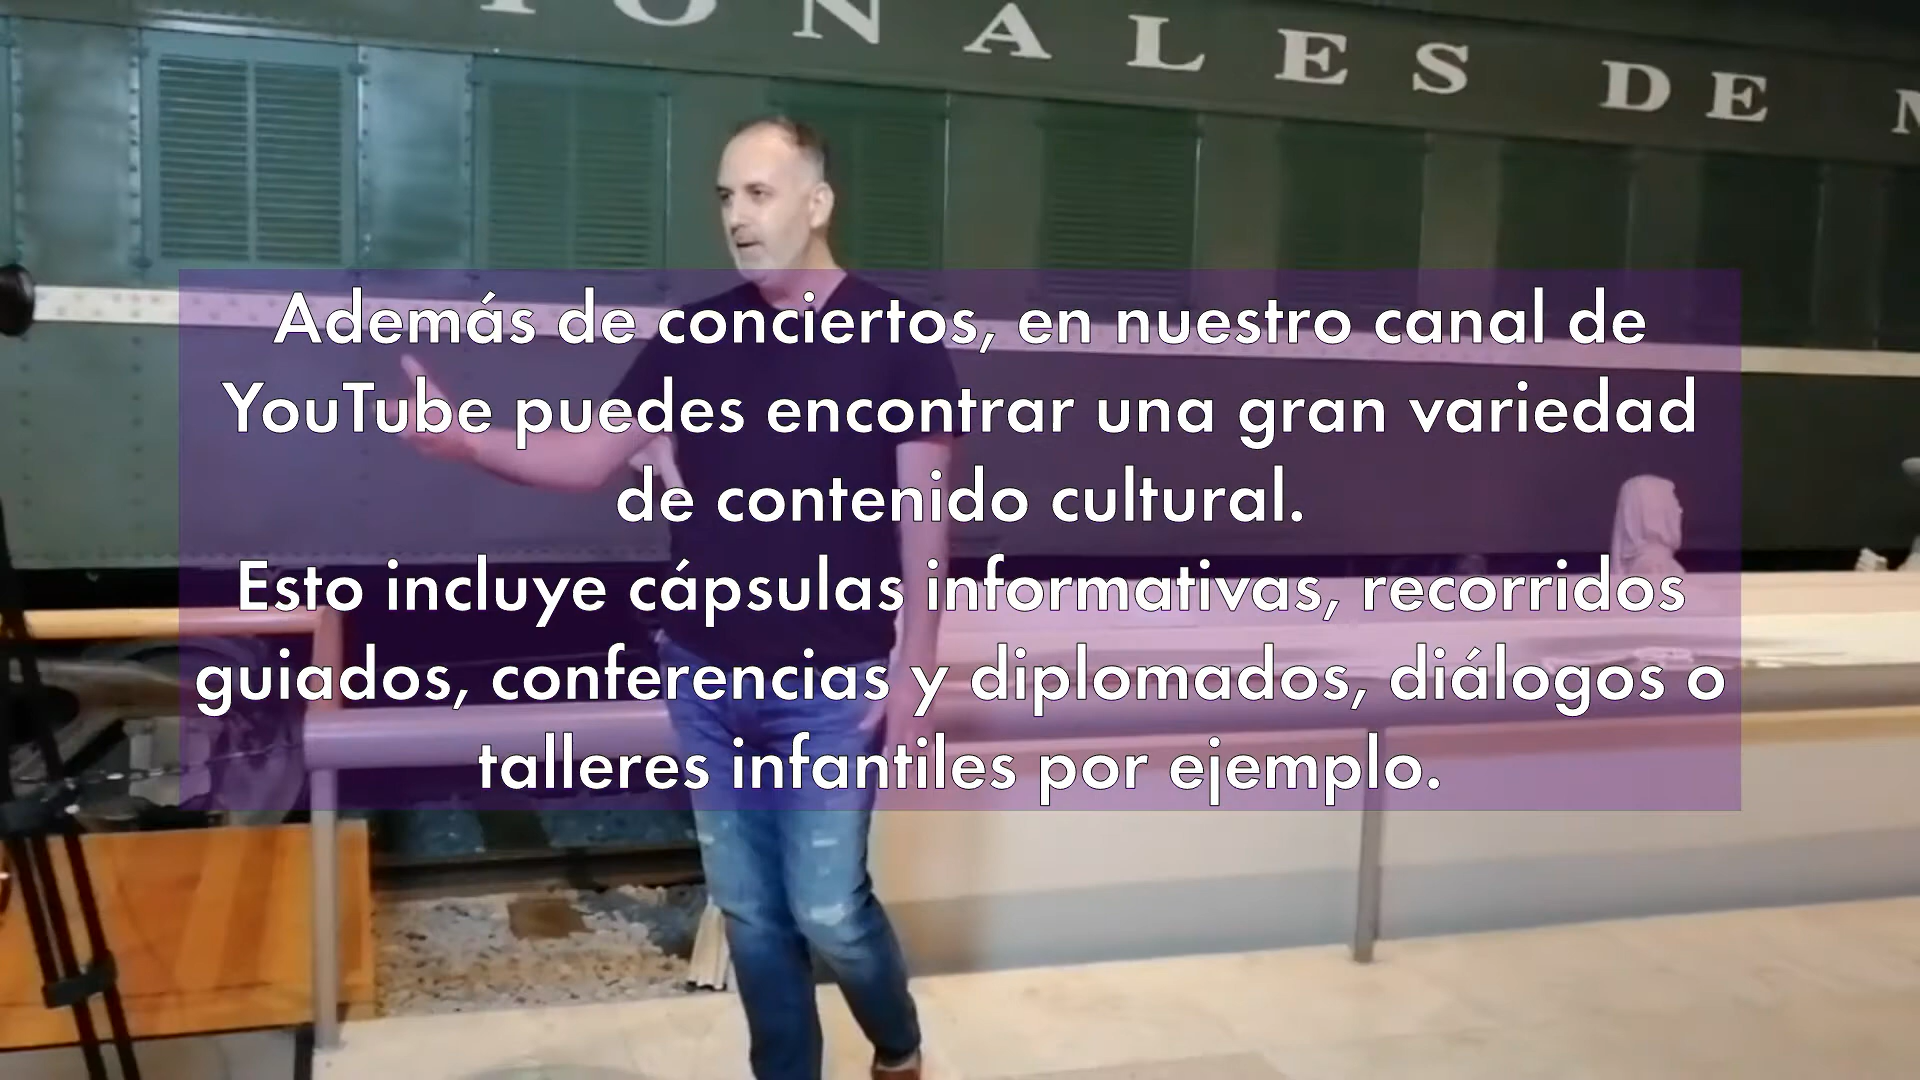 IONALES DE M
Además de conciertos, en nuestro canal de
YouTube puedes encontrar una gran variedad
de contenido cultural.
Esto incluye cápsulas informativas, recorridos
guiados, conferencias y diplomados, diálogos o
talleres infantiles por ejemplo.